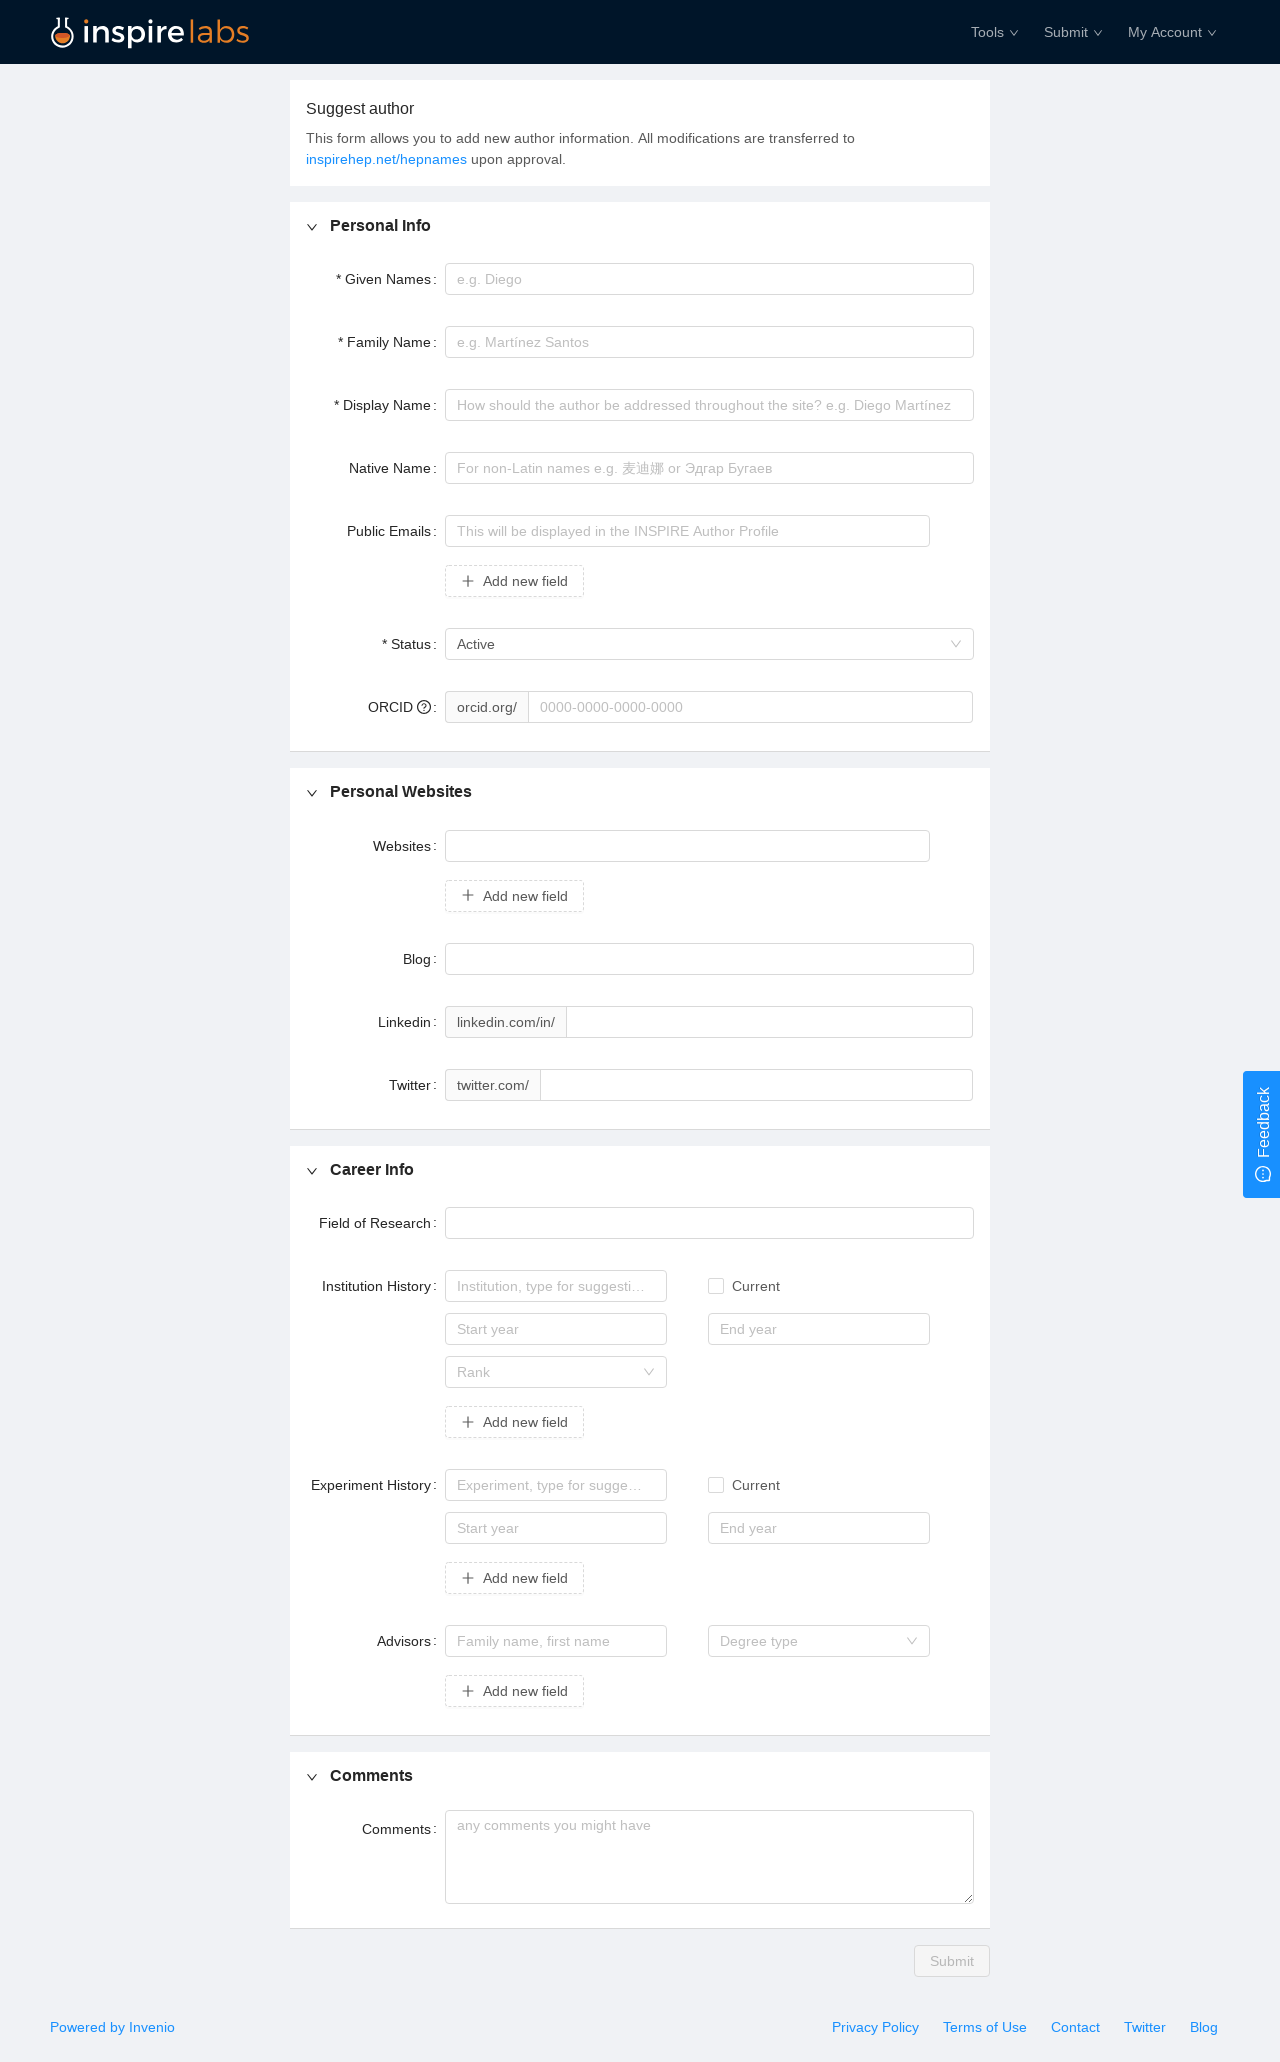 inspire labs
Tools Submit My Account
Suggest author
This form allows you to add new author information. All modifications are transferred to
inspirehep.net/hepnames upon approval.
Personal Info
* Given Names: e.g. Diego
* Family Name: e.g. Martínez Santos
* Display Name: How should the author be addressed throughout the site? e.g. Diego Martínez
Native Name: For non-Latin names e.g. 麦迪娜 or Эдгар Бугаев
Public Emails: This will be displayed in the INSPIRE Author Profile
Add new field
* Status: Active
ORCID ? : orcid.org/ 0000-0000-0000-0000
Personal Websites
Websites:
Add new field
Blog:
Linkedin: linkedin.com/in/
Twitter: twitter.com/
Feedback
Career Info
Field of Research:
Institution History: Institution, type for suggesti... Current
Start year End year
Rank
Add new field
Experiment History: Experiment, type for sugge... Current
Start year End year
Add new field
Advisors: Family name, first name Degree type
Add new field
Comments
Comments: any comments you might have
Submit
Powered by Invenio Privacy Policy Terms of Use Contact Twitter Blog